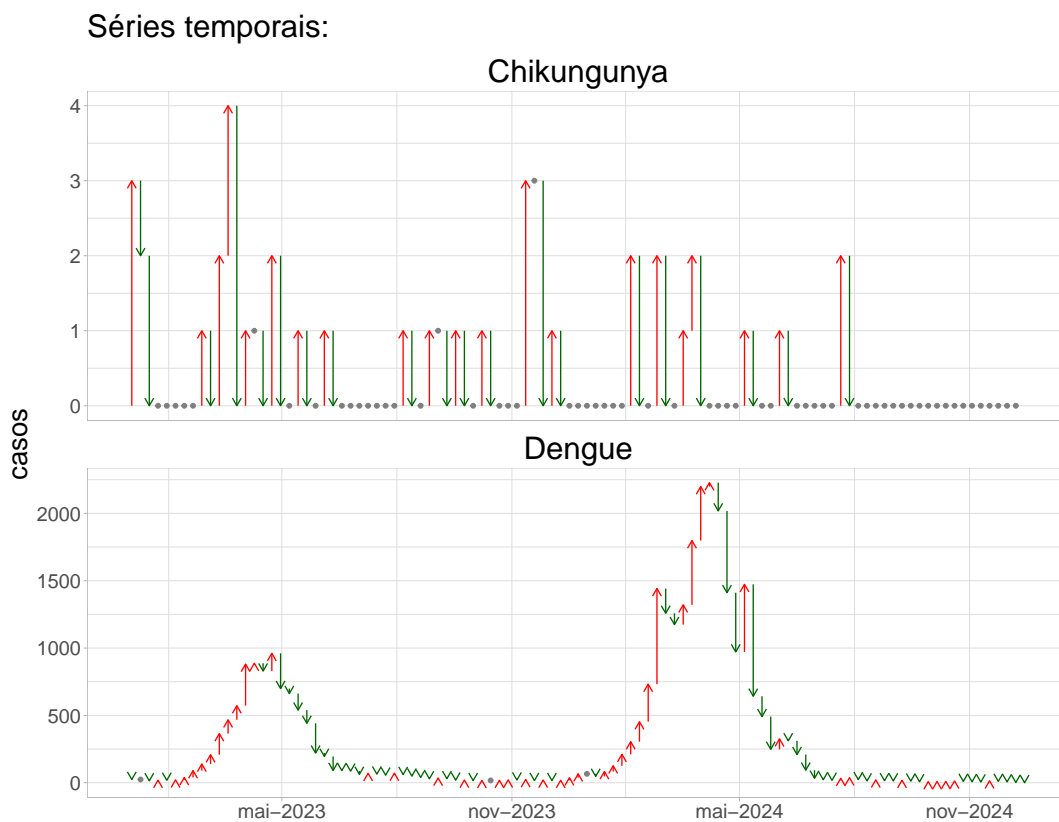 Séries temporais:
Chikungunya
4
3
2
1
0
casos
Dengue
2000
1500
1000
500
0
mai−2023
nov−2023
mai−2024
nov−2024